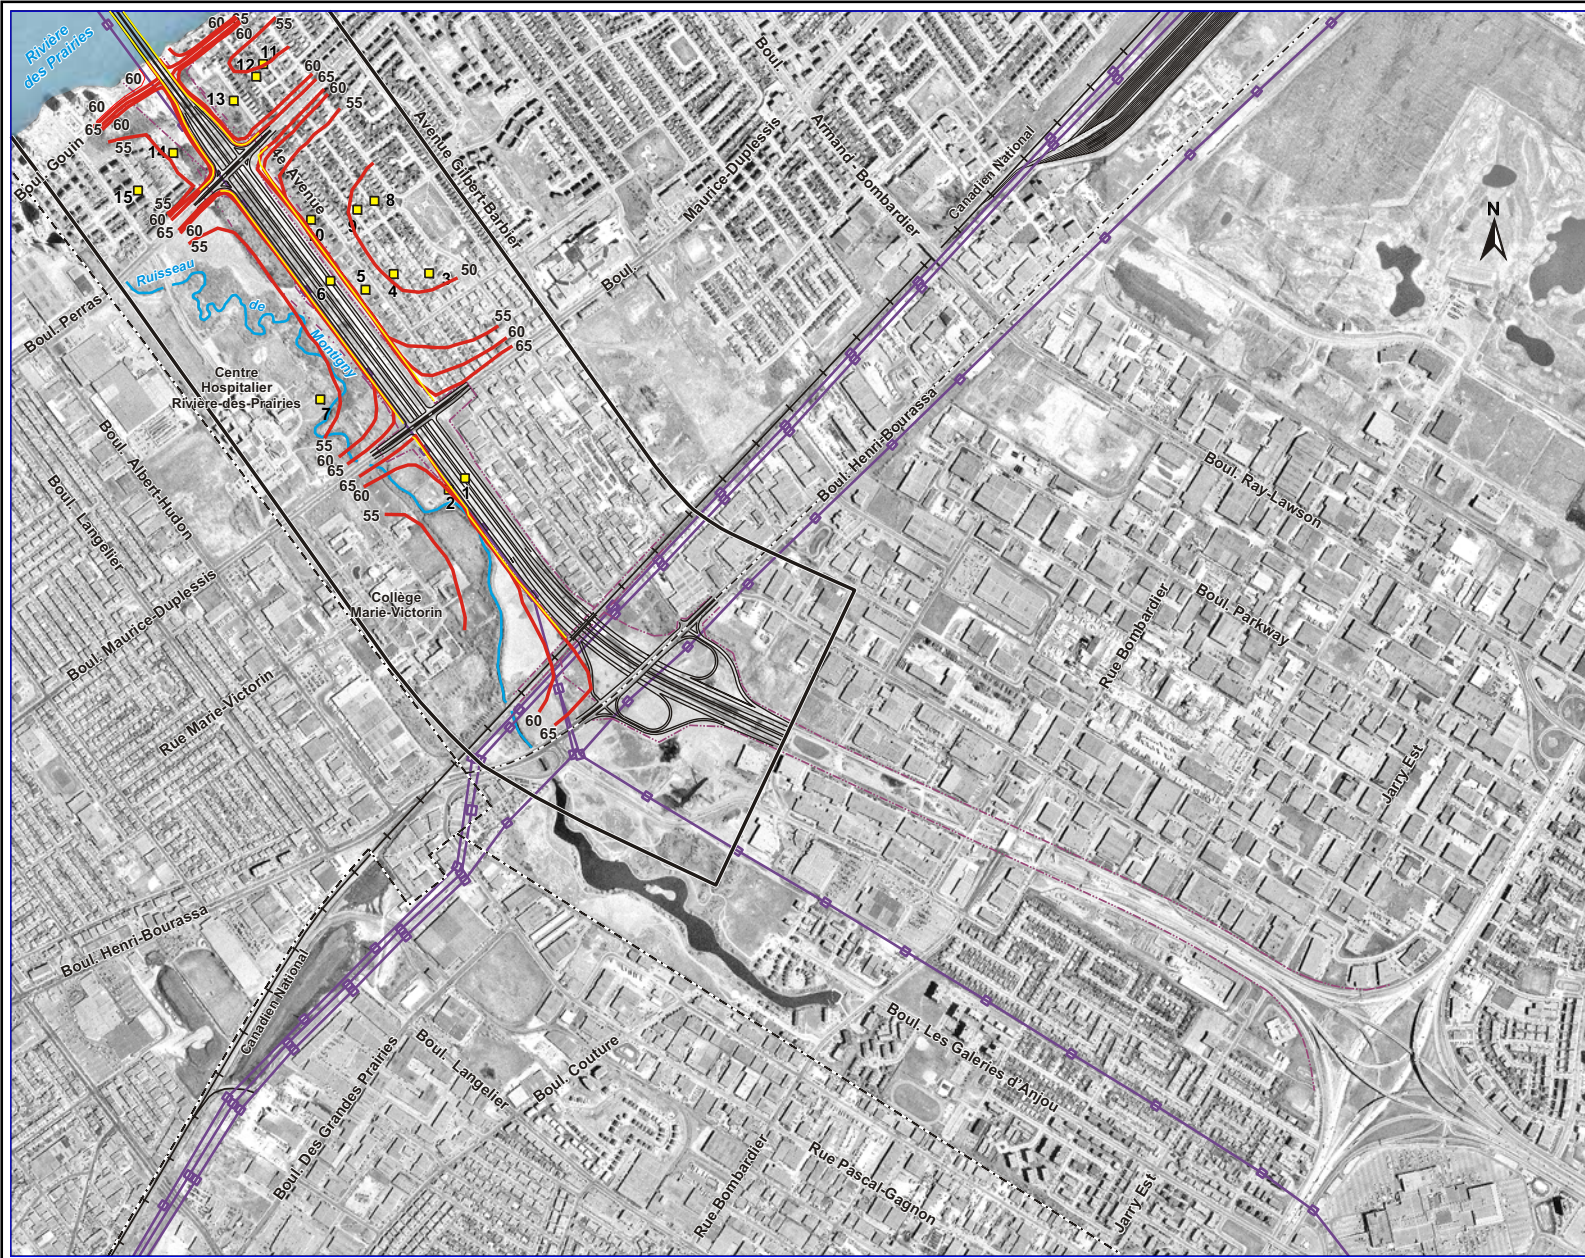 60
65
60
55
11
12
13
60
65
60
55
Rivière
des Prairies
60
60
65
60
55
14
15
Boul. Gouin
55
60
65
60
55
4e Avenue
8
9
0
5
6
4
3
50
Avenue Gilbert-Barbier
Boul.
Maurice-Duplessis
Boul.
Armand
Bombardier
Canadien National
N
Ruisseau
de
Montigny
Boul. Perras
55
60
65
Centre
Hospitalier
Rivière-des-Prairies
7
55
60
65
65
60
55
1
2
Boul. Albert-Hudon
Boul. Langelier
Boul. Maurice-Duplessis
Collège
Marie-Victorin
Rue Marie-Victorin
Boul. Henri-Bourassa
Boul. Ray-Lawson
Boul. Parkway
Rue Bombardier
Jarry Est
60
65
Boul. Henri-Bourassa
Canadien National
Boul. Des Grandes Prairies
Boul. Langelier
Boul. Couture
Boul. Les Galeries d'Anjou
Rue Bombardier
Rue Pascal-Gagnon
Jarry Est